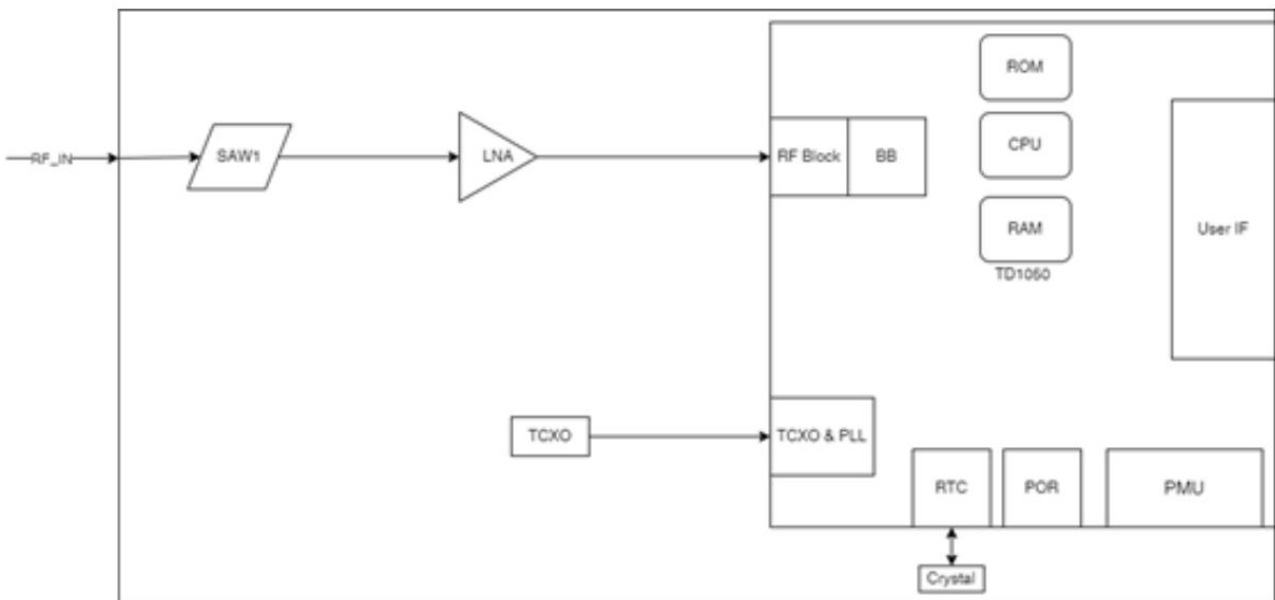 ROM
RF_IN
SAW1
LNA
RF Block
BB
CPU
RAM
TD1050
User IF
TCXO
TCXO & PLL
RTC
POR
PMU
Crystal